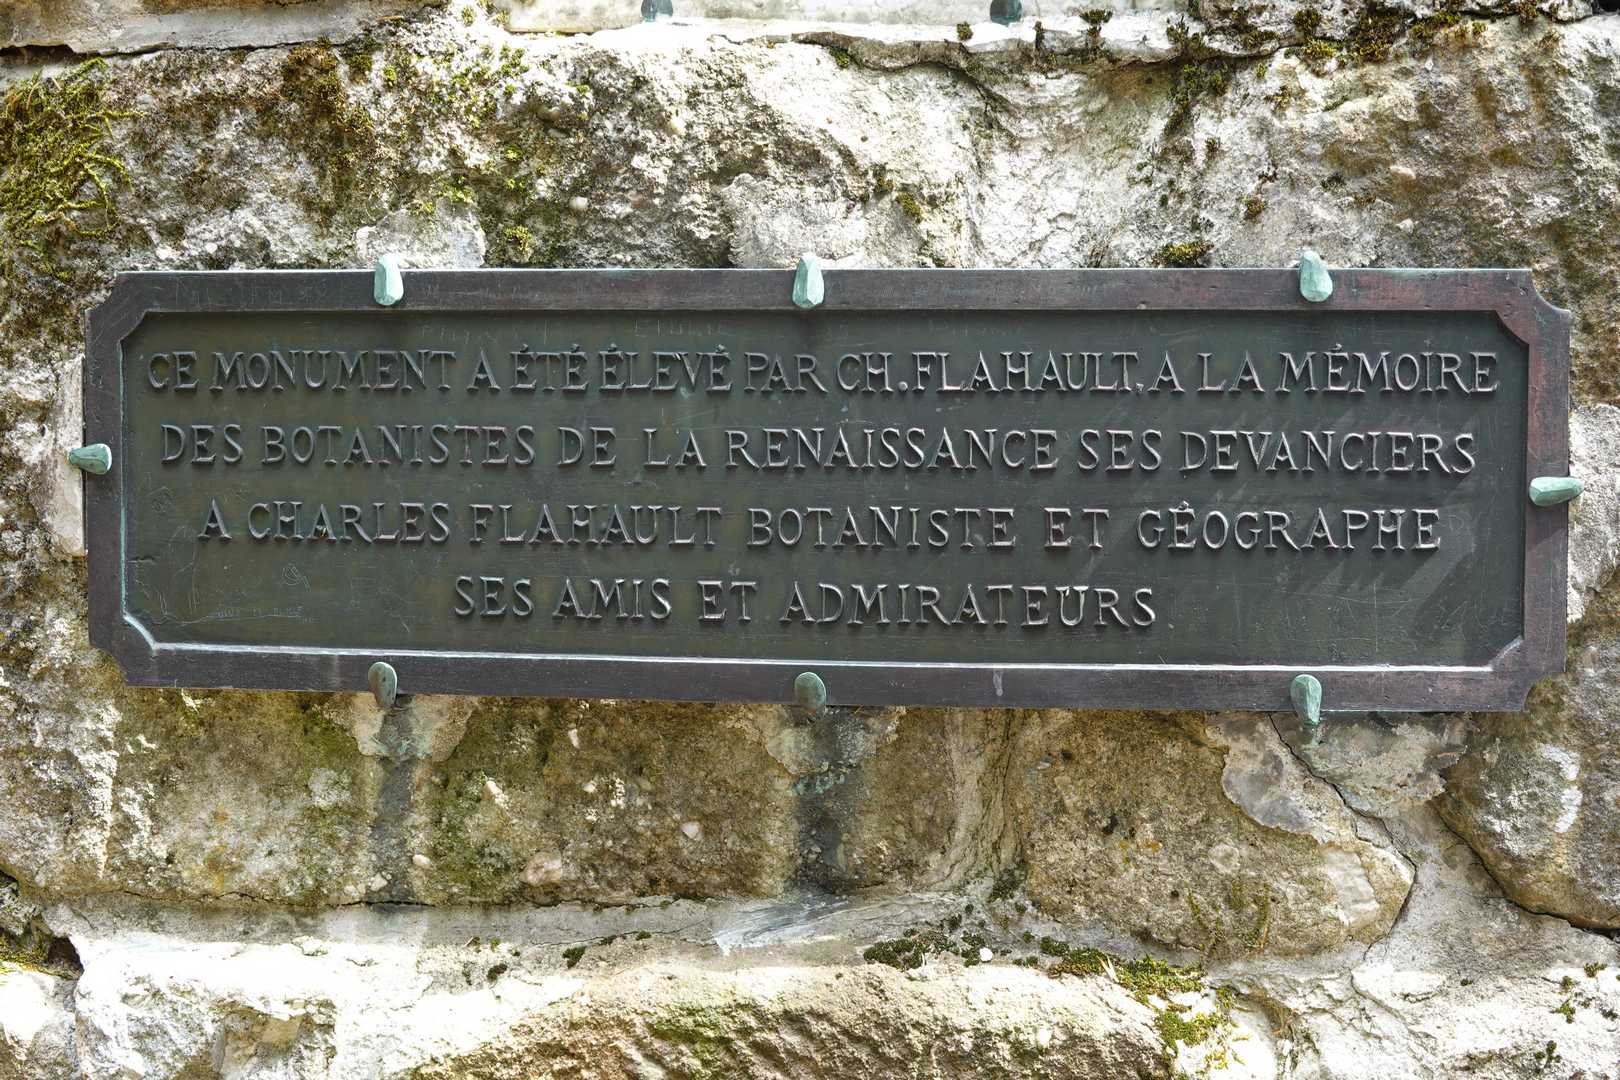 CE MONUMENT A ÉTÉ ÉLEVÉ PAR CH. FLAHAULT, A LA MÉMOIRE
DES BOTANISTES DE LA RENAISSANCE SES DEVANCIERS
A CHARLES FLAHAULT BOTANISTE ET GÉOGRAPHE
SES AMIS ET ADMIRATEURS